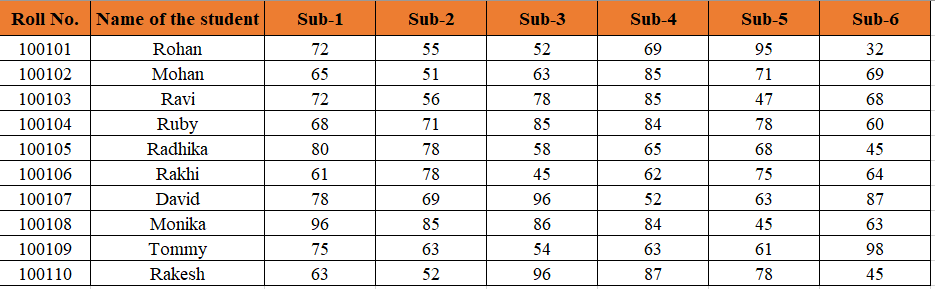 Roll No. Name of the student Sub-1 Sub-2 Sub-3 Sub-4 Sub-5 Sub-6
100101 Rohan 72 55 52 69 95 32
100102 Mohan 65 51 63 85 71 69
100103 Ravi 72 56 78 85 47 68
100104 Ruby 68 71 85 84 78 60
100105 Radhika 80 78 58 65 68 45
100106 Rakhi 61 78 45 62 75 64
100107 David 78 69 96 52 63 87
100108 Monika 96 85 86 84 45 63
100109 Tommy 75 63 54 63 61 98
100110 Rakesh 63 52 96 87 78 45